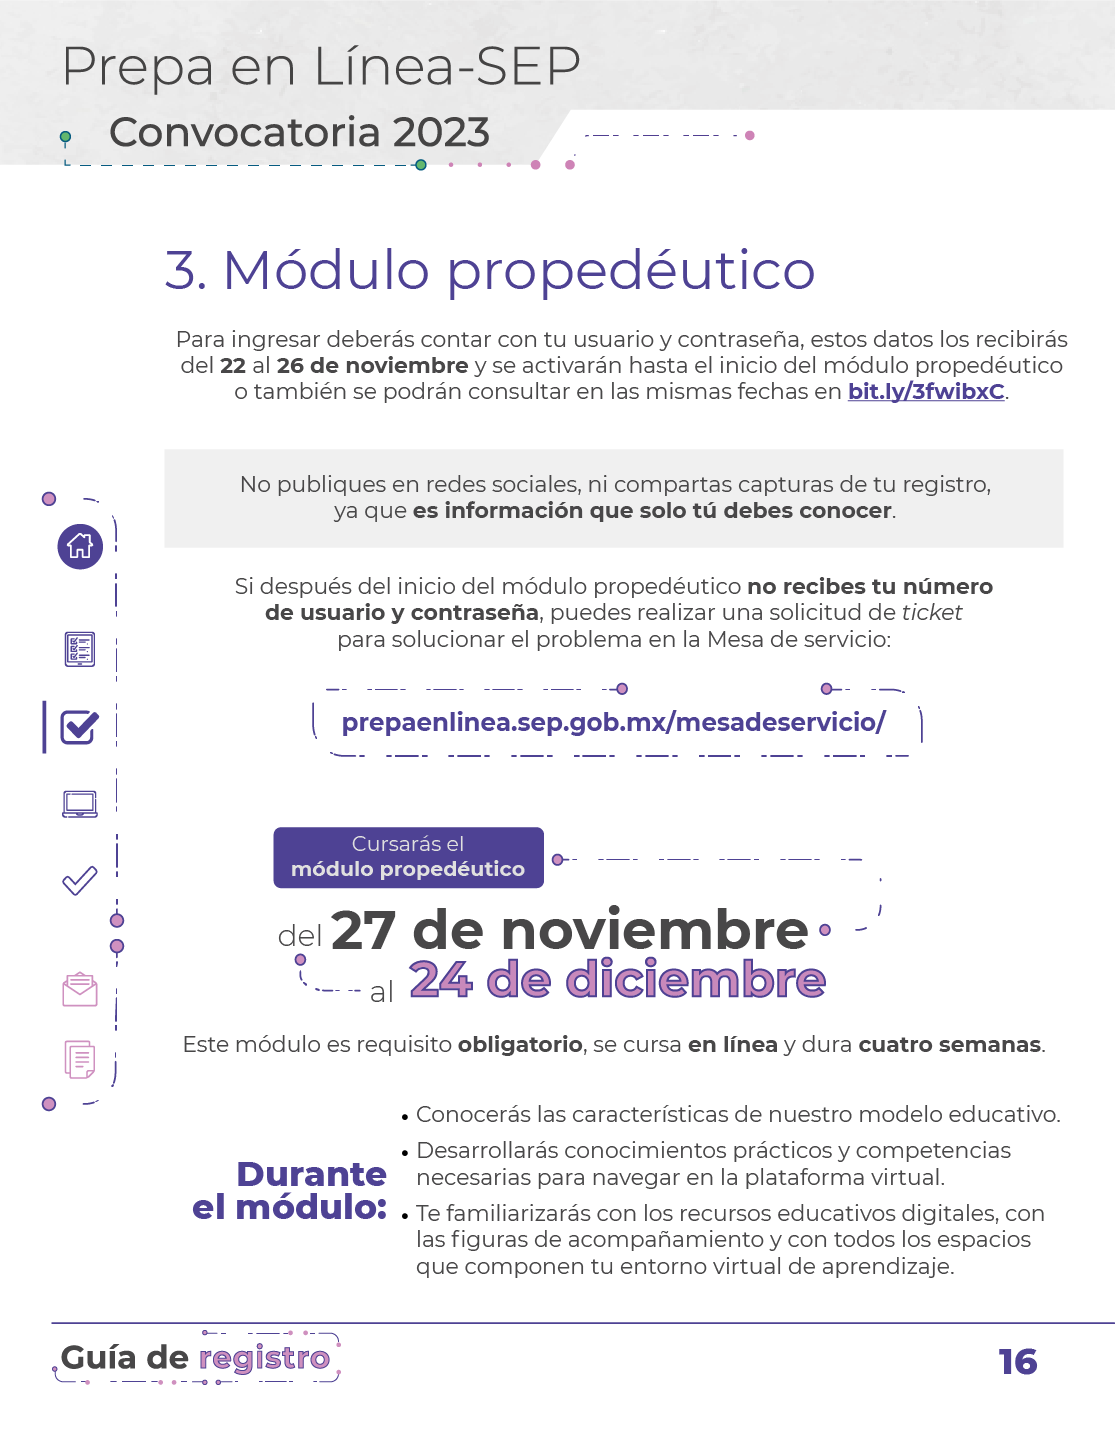 Prepa en Línea-SEP
Convocatoria 2023
3. Módulo propedéutico
Para ingresar deberás contar con tu usuario y contraseña, estos datos los recibirás
del 22 al 26 de noviembre y se activarán hasta el inicio del módulo propedéutico
o también se podrán consultar en las mismas fechas en bit.ly/3fwibxC.
No publiques en redes sociales, ni compartas capturas de tu registro,
ya que es información que solo tú debes conocer.
Si después del inicio del módulo propedéutico no recibes tu número
de usuario y contraseña, puedes realizar una solicitud de ticket
para solucionar el problema en la Mesa de servicio:
prepaenlinea.sep.gob.mx/mesadeservicio/
Cursarás el
módulo propedéutico
del 27 de noviembre
al 24 de diciembre
Este módulo es requisito obligatorio, se cursa en línea y dura cuatro semanas.
Durante
el módulo:
• Conocerás las características de nuestro modelo educativo.
• Desarrollarás conocimientos prácticos y competencias
necesarias para navegar en la plataforma virtual.
• Te familiarizarás con los recursos educativos digitales, con
las figuras de acompañamiento y con todos los espacios
que componen tu entorno virtual de aprendizaje.
Guía de registro
16